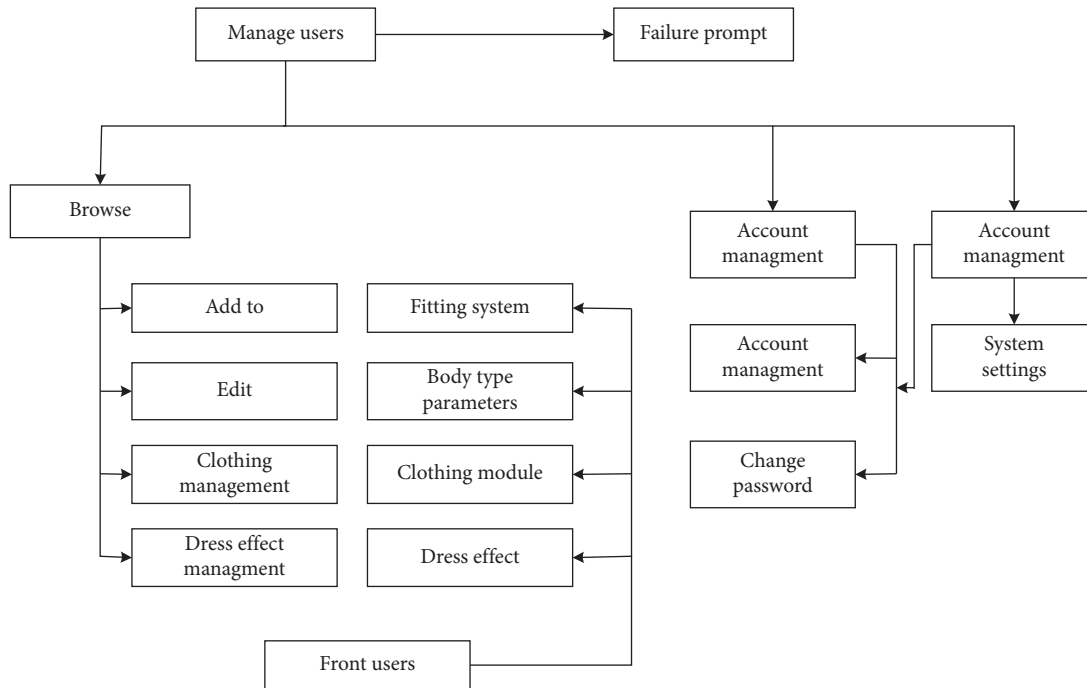 Manage users
Failure prompt
Browse
Account
managment
Account
managment
Add to
Fitting system
Account
managment
System
settings
Edit
Body type
parameters
Clothing
management
Clothing module
Change
password
Dress effect
managment
Dress effect
Front users